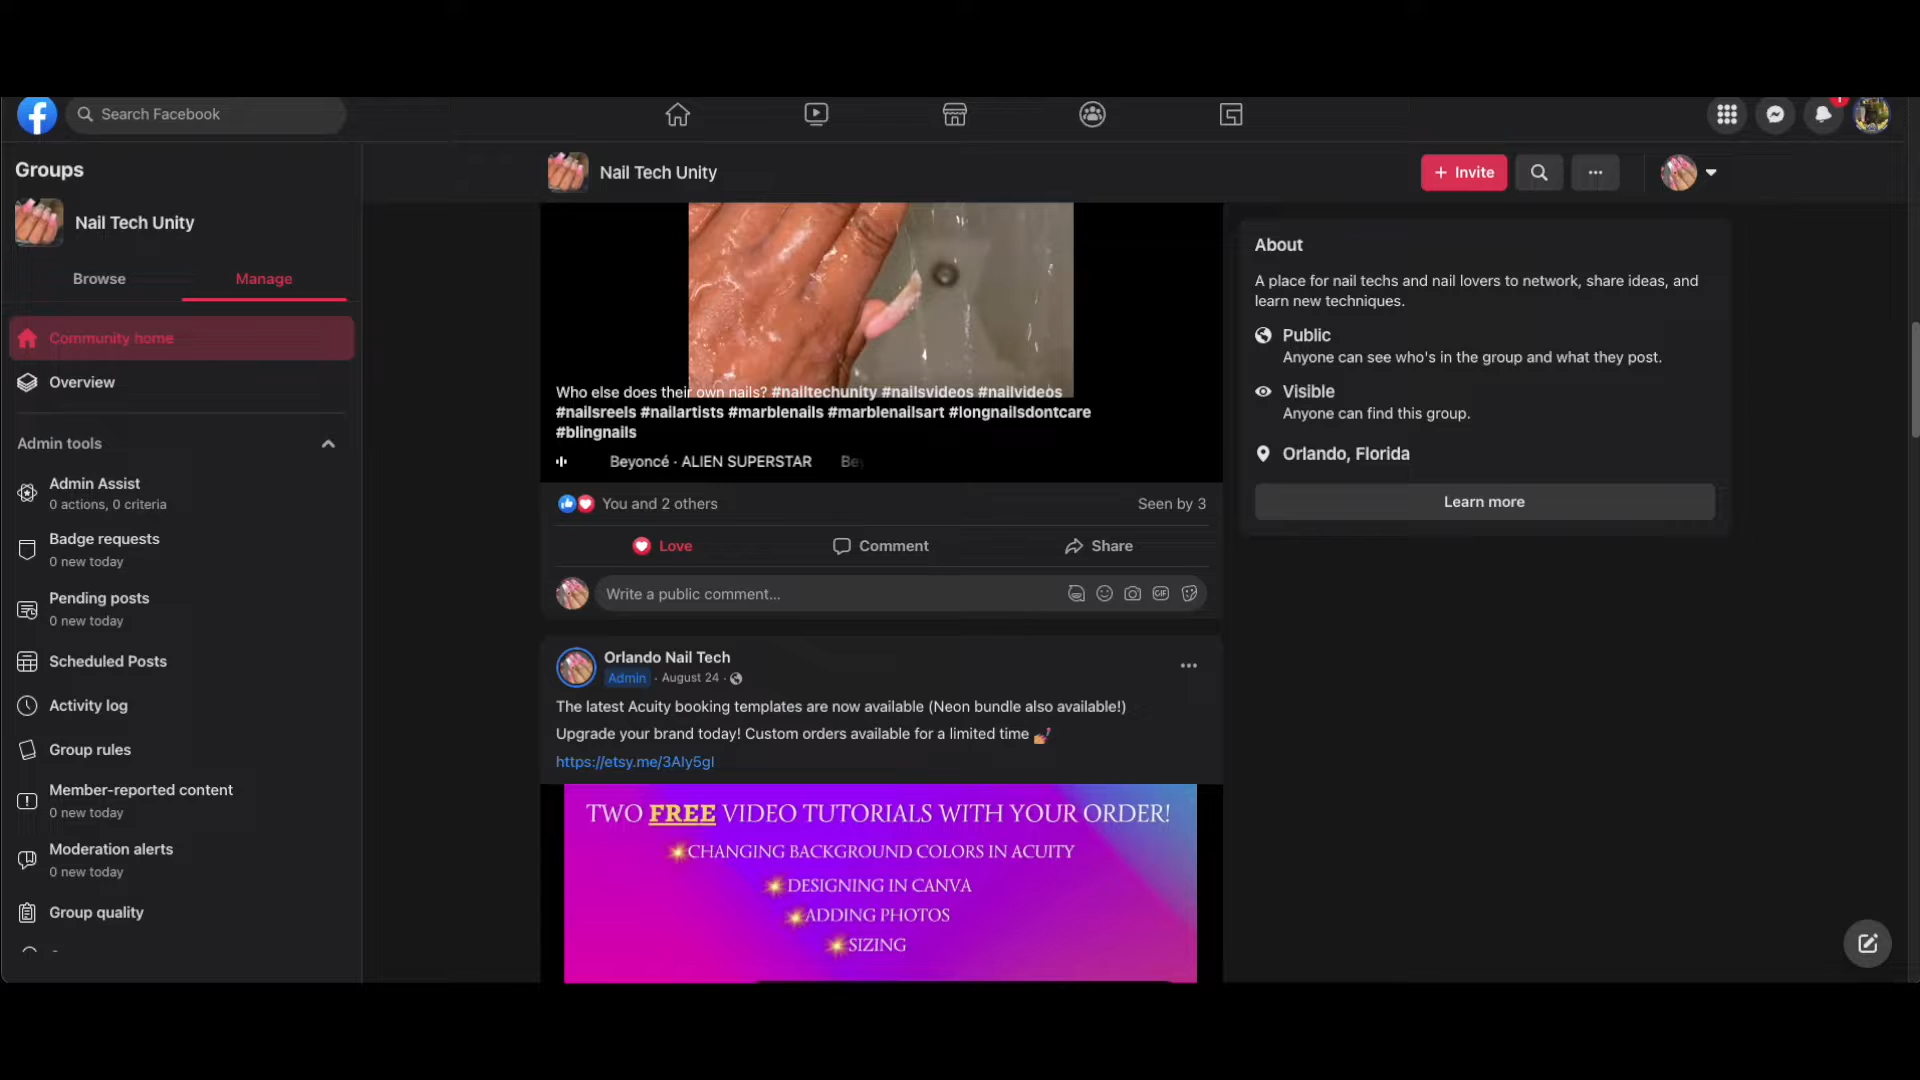 Search Facebook
1
Groups
Nail Tech Unity
Browse
Manage
Community home
Overview
Admin tools
Admin Assist
0 actions, 0 criteria
Badge requests
0 new today
Pending posts
0 new today
Scheduled Posts
Activity log
Group rules
Member-reported content
0 new today
Moderation alerts
0 new today
Group quality
Nail Tech Unity
+ Invite
Who else does their own nails? #nailtechunity #nailsvideos #nailvideos
#nailsreels #nailartists #marblenails #marblenailsart #longnailsdontcare
#blingnails
Beyoncé · ALIEN SUPERSTAR
You and 2 others
Seen by 3
Love
Comment
Share
Write a public comment...
GIF
Orlando Nail Tech
Admin · August 24 ·
The latest Acuity booking templates are now available (Neon bundle also available!)
Upgrade your brand today! Custom orders available for a limited time 💅🏽
TWO FREE VIDEO TUTORIALS WITH YOUR ORDER!
CHANGING BACKGROUND COLORS IN ACUITY
DESIGNING IN CANVA
ADDING PHOTOS
SIZING
About
A place for nail techs and nail lovers to network, share ideas, and
learn new techniques.
Public
Anyone can see who's in the group and what they post.
Visible
Anyone can find this group.
Orlando, Florida
Learn more